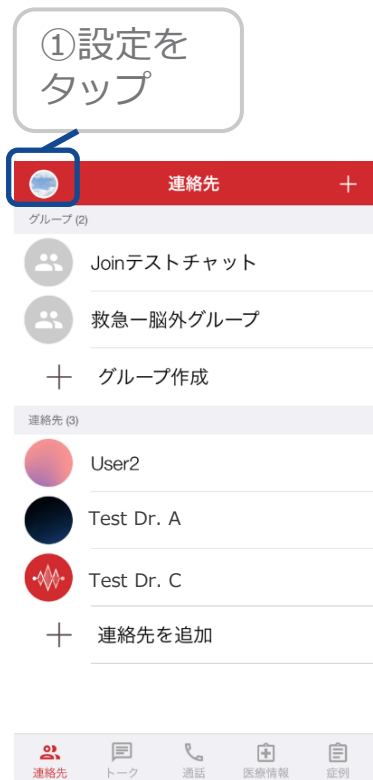 ①設定を
タップ
連絡先
グループ (2)
Joinテストチャット
救急ー脳外グループ
グループ作成
連絡先 (3)
User2
Test Dr. A
Test Dr. C
連絡先を追加
連絡先 トーク 通話 医療情報 症例